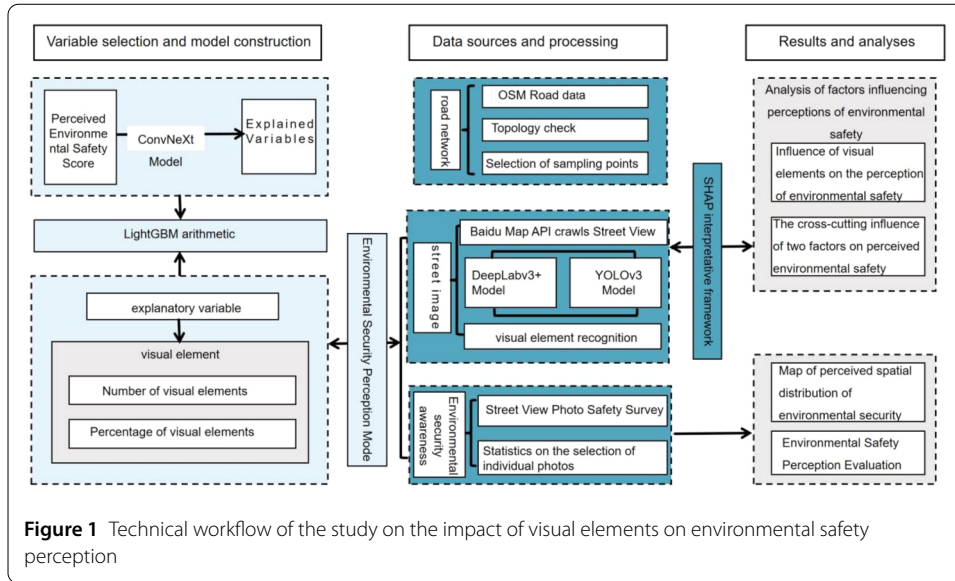 Variable selection and model construction
Perceived
Environme
ntal Safety
Score
ConvNeXt
Model
Explained
Variables
LightGBM arithmetic
explanatory variable
visual element
Number of visual elements
Percentage of visual elements
Environmental Security Perception Mode
Data sources and processing
road network
OSM Road data
Topology check
Selection of sampling points
street image
Baidu Map API crawls Street View
DeepLabv3+
Model
YOLOv3
Model
visual element recognition
Environmental
security
awareness
Street View Photo Safety Survey
Statistics on the selection of
individual photos
SHAP interpretative framework
Results and analyses
Analysis of factors influencing
perceptions of environmental
safety
Influence of visual
elements on the perception
of environmental safety
The cross-cutting influence
of two factors on perceived
environmental safety
Map of perceived spatial
distribution of
environmental security
Environmental Safety
Perception Evaluation
Figure 1 Technical workflow of the study on the impact of visual elements on environmental safety
perception